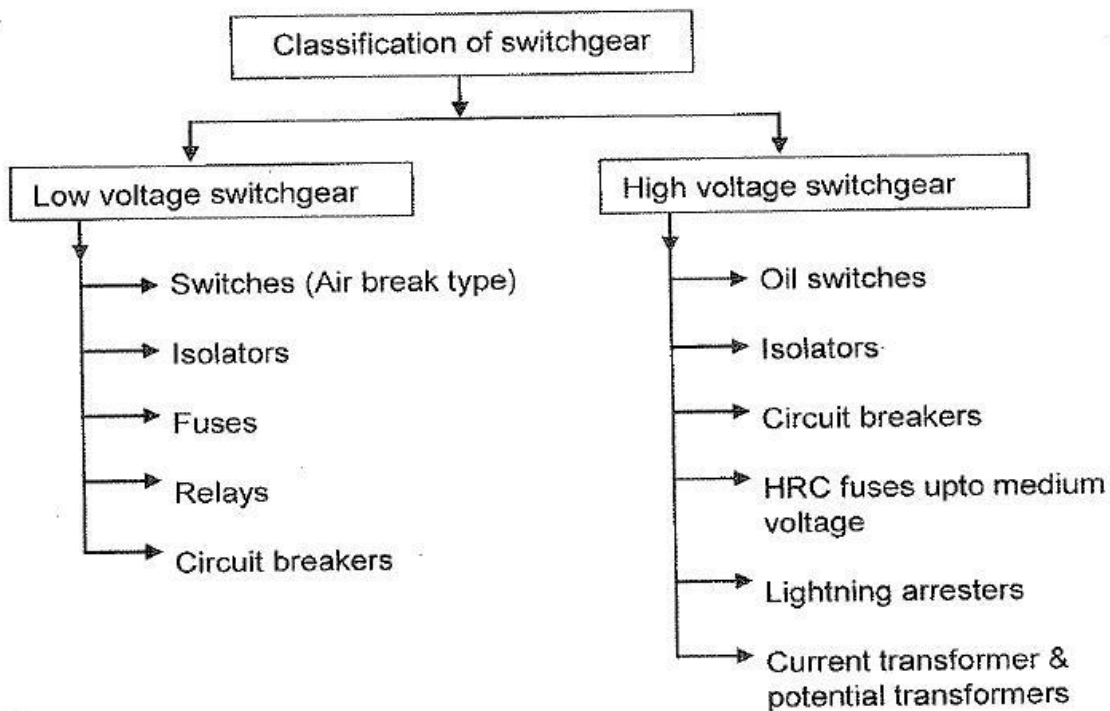 Classification of switchgear
Low voltage switchgear
High voltage switchgear
Switches (Air break type)
Isolators
Fuses
Relays
Circuit breakers
Oil switches
Isolators
Circuit breakers
HRC fuses upto medium
voltage
Lightning arresters
Current transformer &
potential transformers